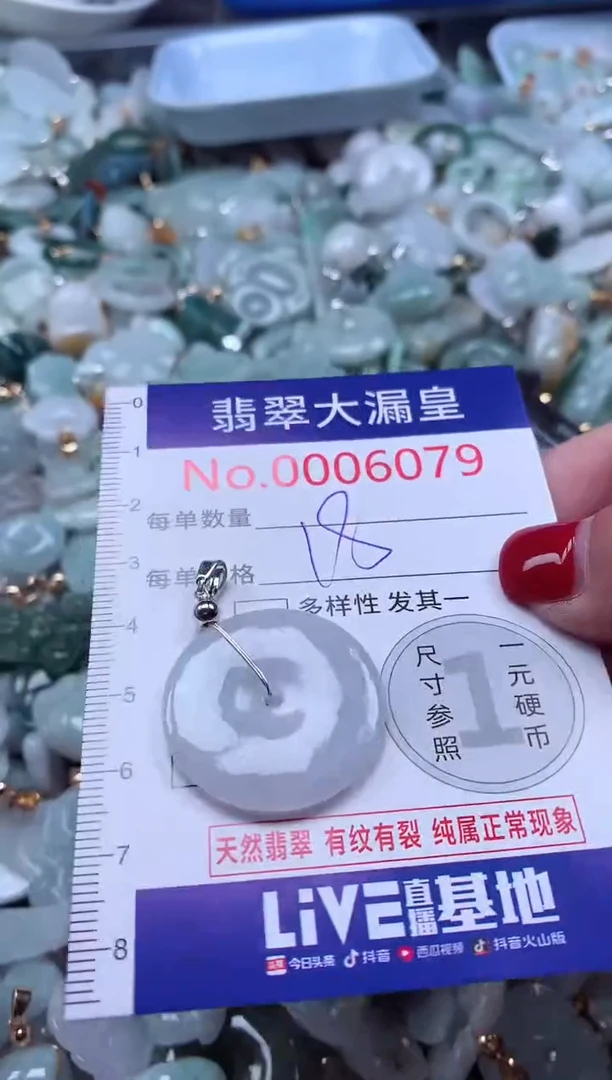 0
翡翠大漏皇
1
No.0006079
2
每单数量
18
3
每单 格
多样性 发其一
4
尺寸参照
1
一元硬币
5
6
天然翡翠 有纹有裂 纯属正常现象
7
LiVE直播基地
8
今日头条 抖音 西瓜视频 抖音火山版